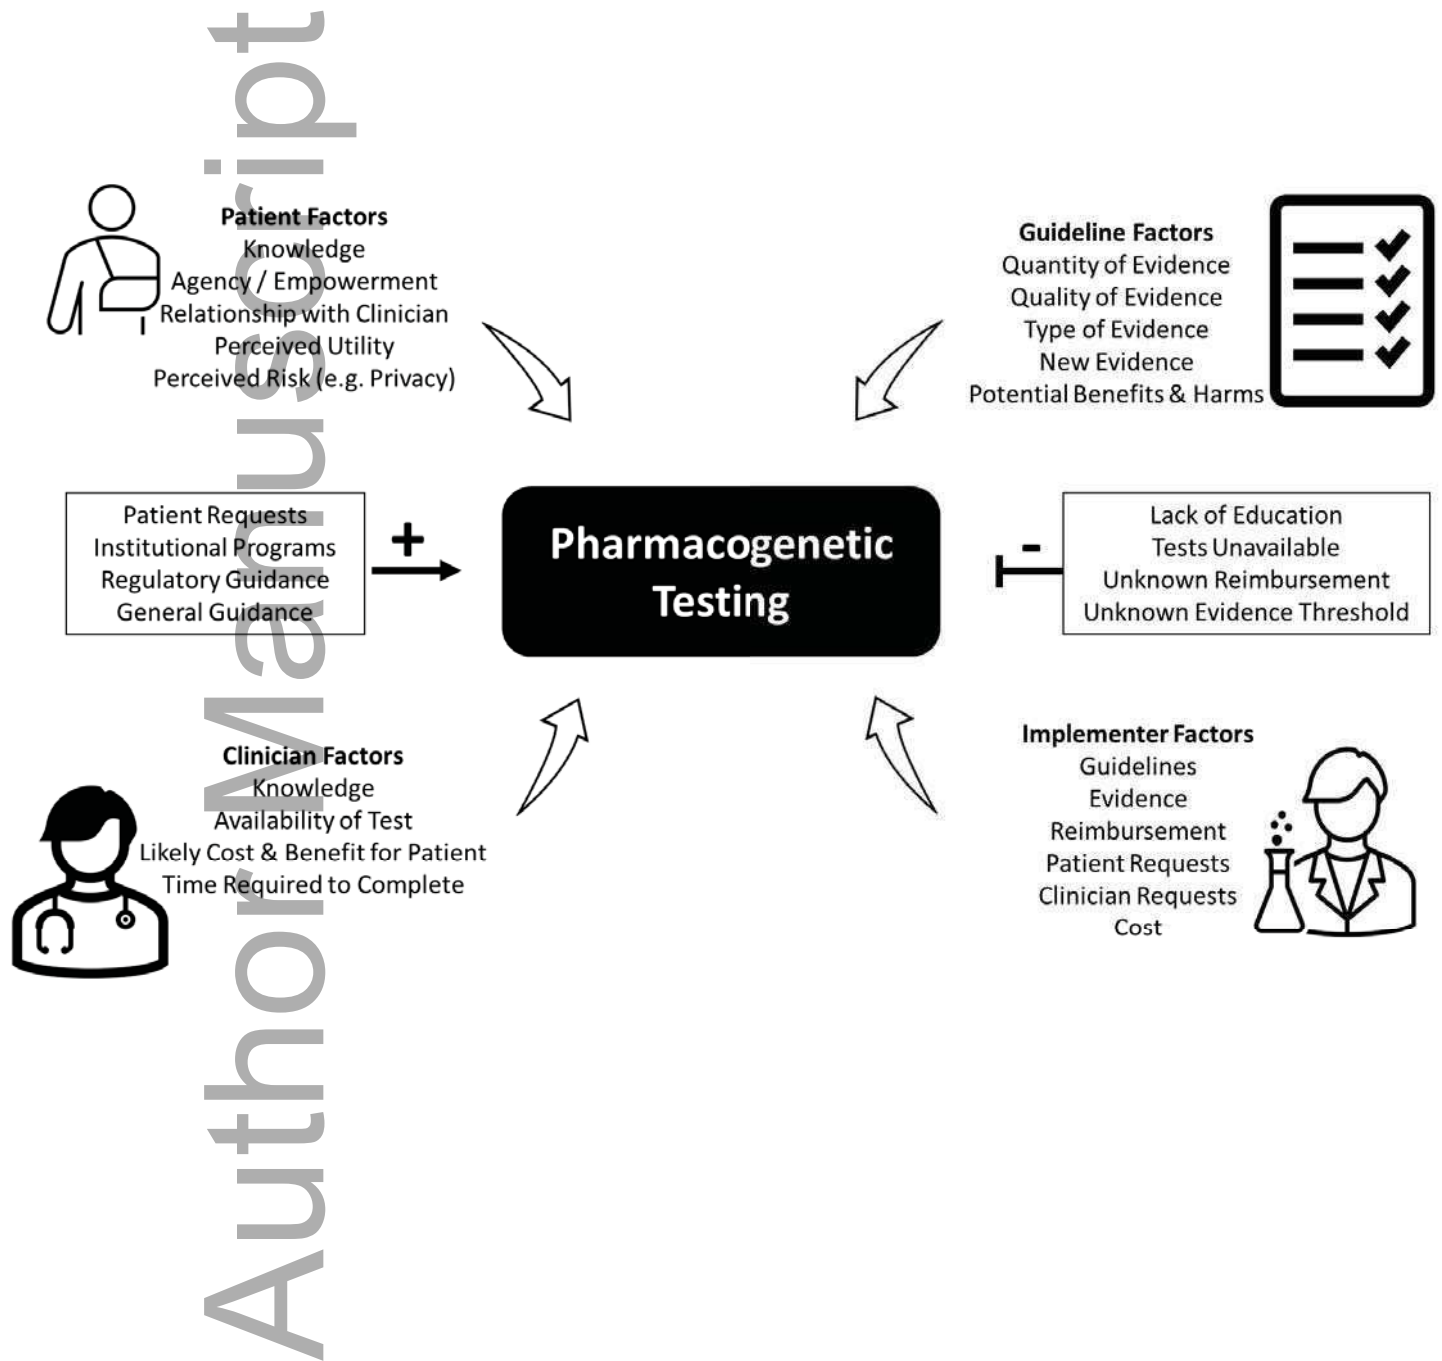 Author Manuscript
Patient Factors
Knowledge
Agency / Empowerment
Relationship with Clinician
Perceived Utility
Perceived Risk (e.g. Privacy)
Guideline Factors
Quantity of Evidence
Quality of Evidence
Type of Evidence
New Evidence
Potential Benefits & Harms
Patient Requests
Institutional Programs
Regulatory Guidance
General Guidance
+
Pharmacogenetic
Testing
-
Lack of Education
Tests Unavailable
Unknown Reimbursement
Unknown Evidence Threshold
Clinician Factors
Knowledge
Availability of Test
Likely Cost & Benefit for Patient
Time Required to Complete
Implementer Factors
Guidelines
Evidence
Reimbursement
Patient Requests
Clinician Requests
Cost